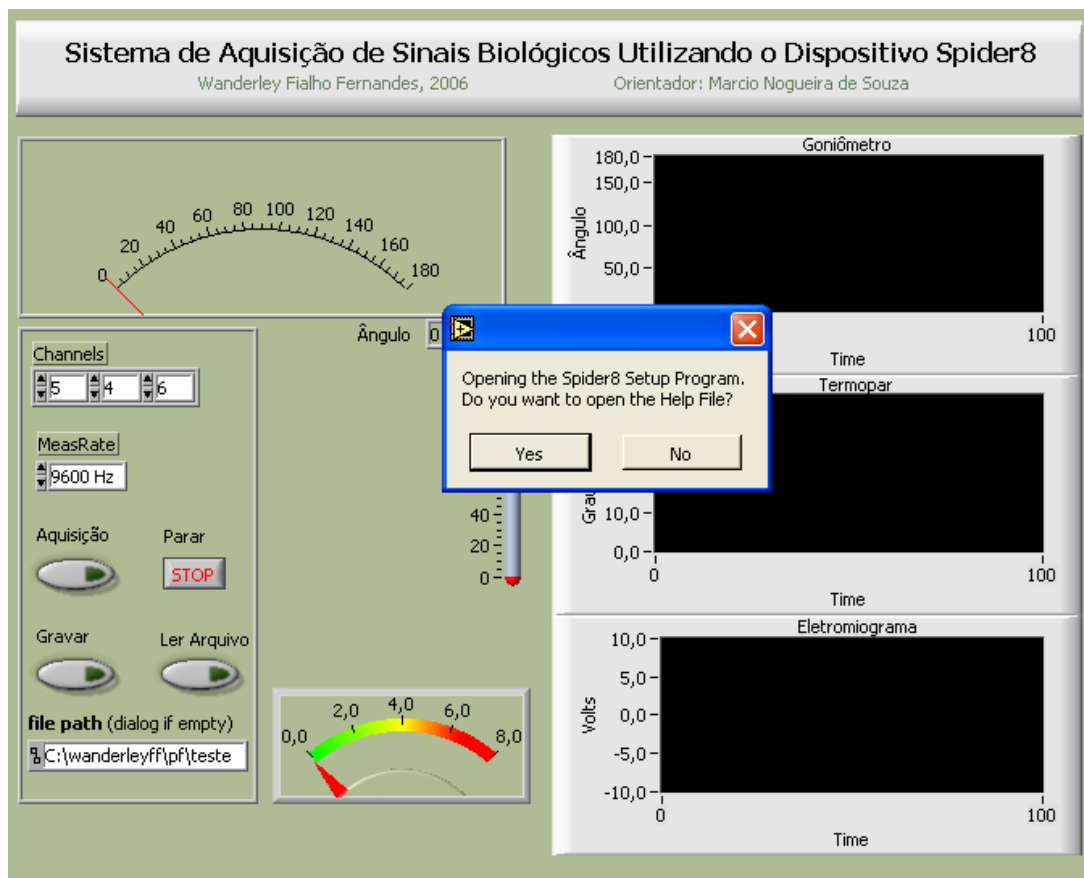 Sistema de Aquisição de Sinais Biológicos Utilizando o Dispositivo Spider8
Wanderley Fialho Fernandes, 2006 Orientador: Marcio Nogueira de Souza
0 20 40 60 80 100 120 140 160 180
Ângulo 0
Channels
5 4 6
MeasRate
9600 Hz
Aquisição Parar
STOP
Gravar Ler Arquivo
file path (dialog if empty)
C:\wanderleyff\pf\teste
Opening the Spider8 Setup Program.
Do you want to open the Help File?
Yes No
40
20
0
0,0 2,0 4,0 6,0 8,0
Goniômetro
Ângulo
180,0
150,0
100,0
50,0
100
Time
Termopar
10,0
0,0
0 100
Time
Eletromiograma
Volts
10,0
5,0
0,0
-5,0
-10,0
0 100
Time